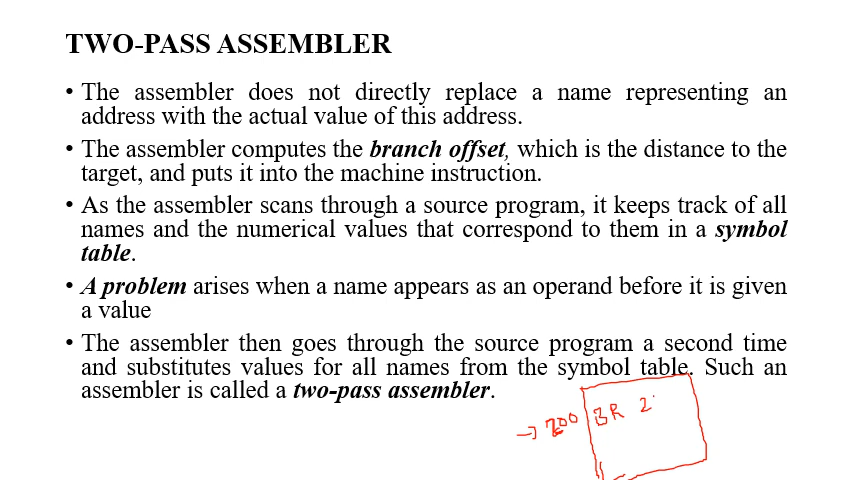 TWO-PASS ASSEMBLER
• The assembler does not directly replace a name representing an
address with the actual value of this address.
• The assembler computes the branch offset, which is the distance to the
target, and puts it into the machine instruction.
• As the assembler scans through a source program, it keeps track of all
names and the numerical values that correspond to them in a symbol
table.
• A problem arises when a name appears as an operand before it is given
a value
• The assembler then goes through the source program a second time
and substitutes values for all names from the symbol table. Such an
assembler is called a two-pass assembler.
→ 200 BR 2